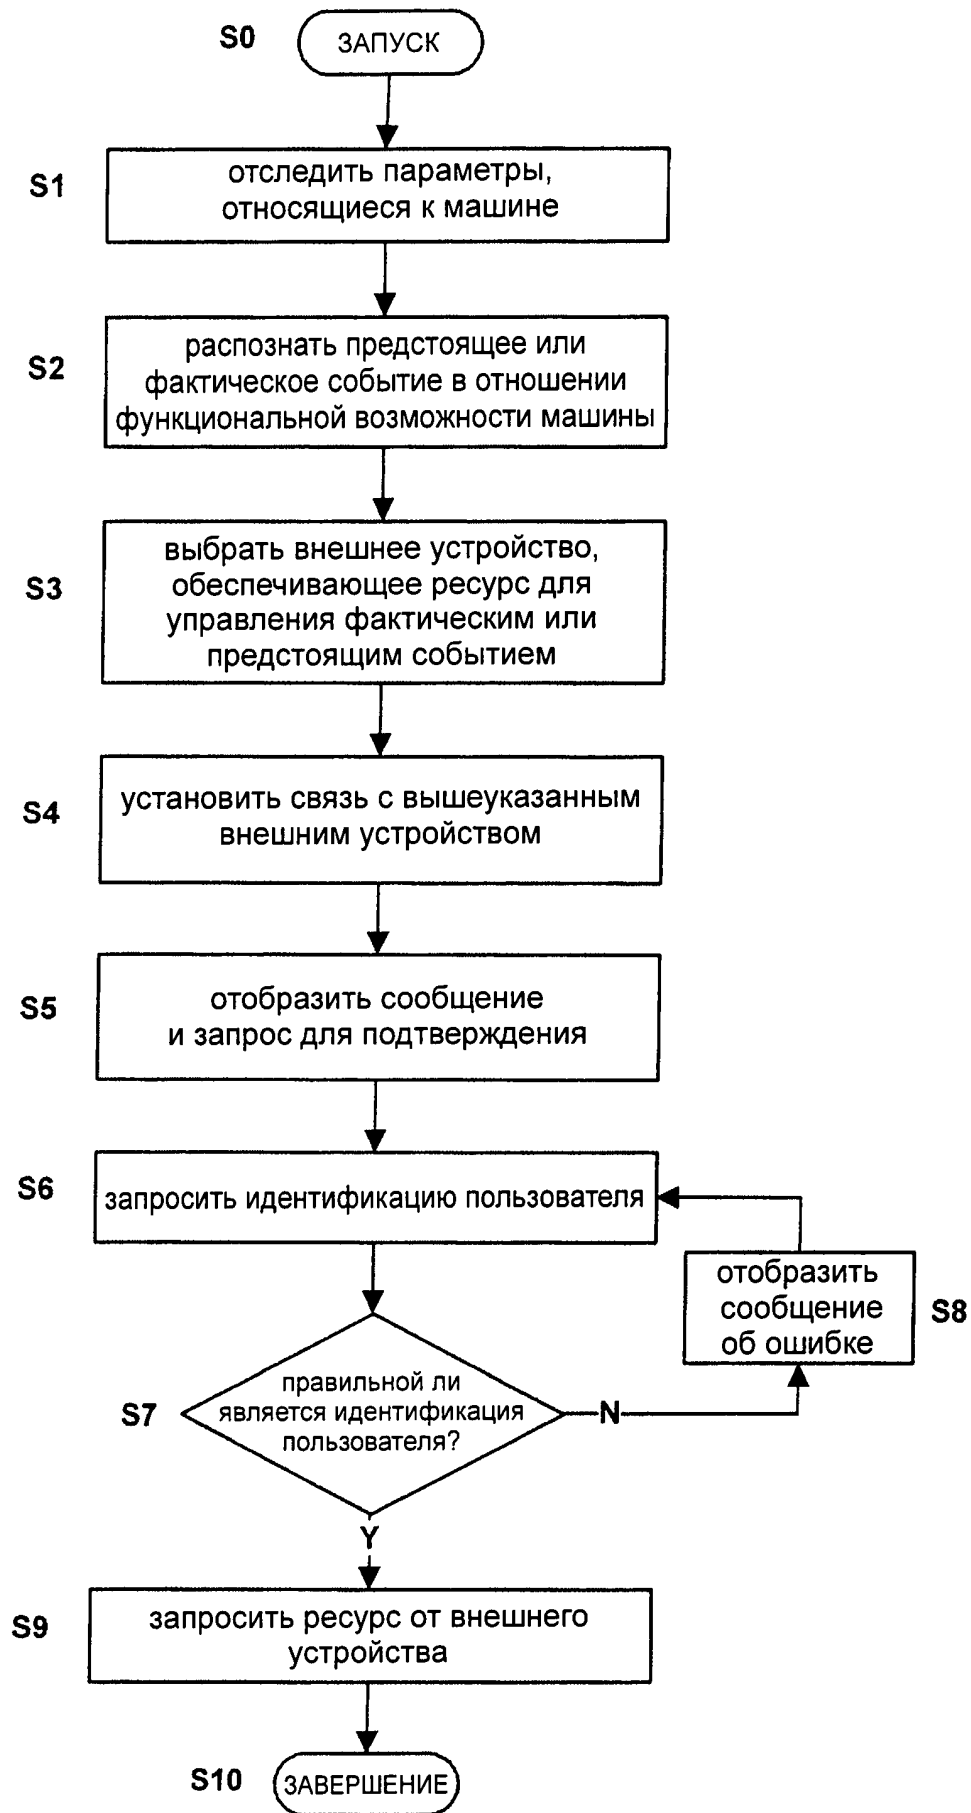 S0
ЗАПУСК
S1
отследить параметры,
относящиеся к машине
S2
распознать предстоящее или
фактическое событие в отношении
функциональной возможности машины
S3
выбрать внешнее устройство,
обеспечивающее ресурс для
управления фактическим или
предстоящим событием
S4
установить связь с вышеуказанным
внешним устройством
S5
отобразить сообщение
и запрос для подтверждения
S6
запросить идентификацию пользователя
отобразить
сообщение
об ошибке
S8
S7
правильной ли
является идентификация
пользователя?
N
Y
S9
запросить ресурс от внешнего
устройства
S10
ЗАВЕРШЕНИЕ